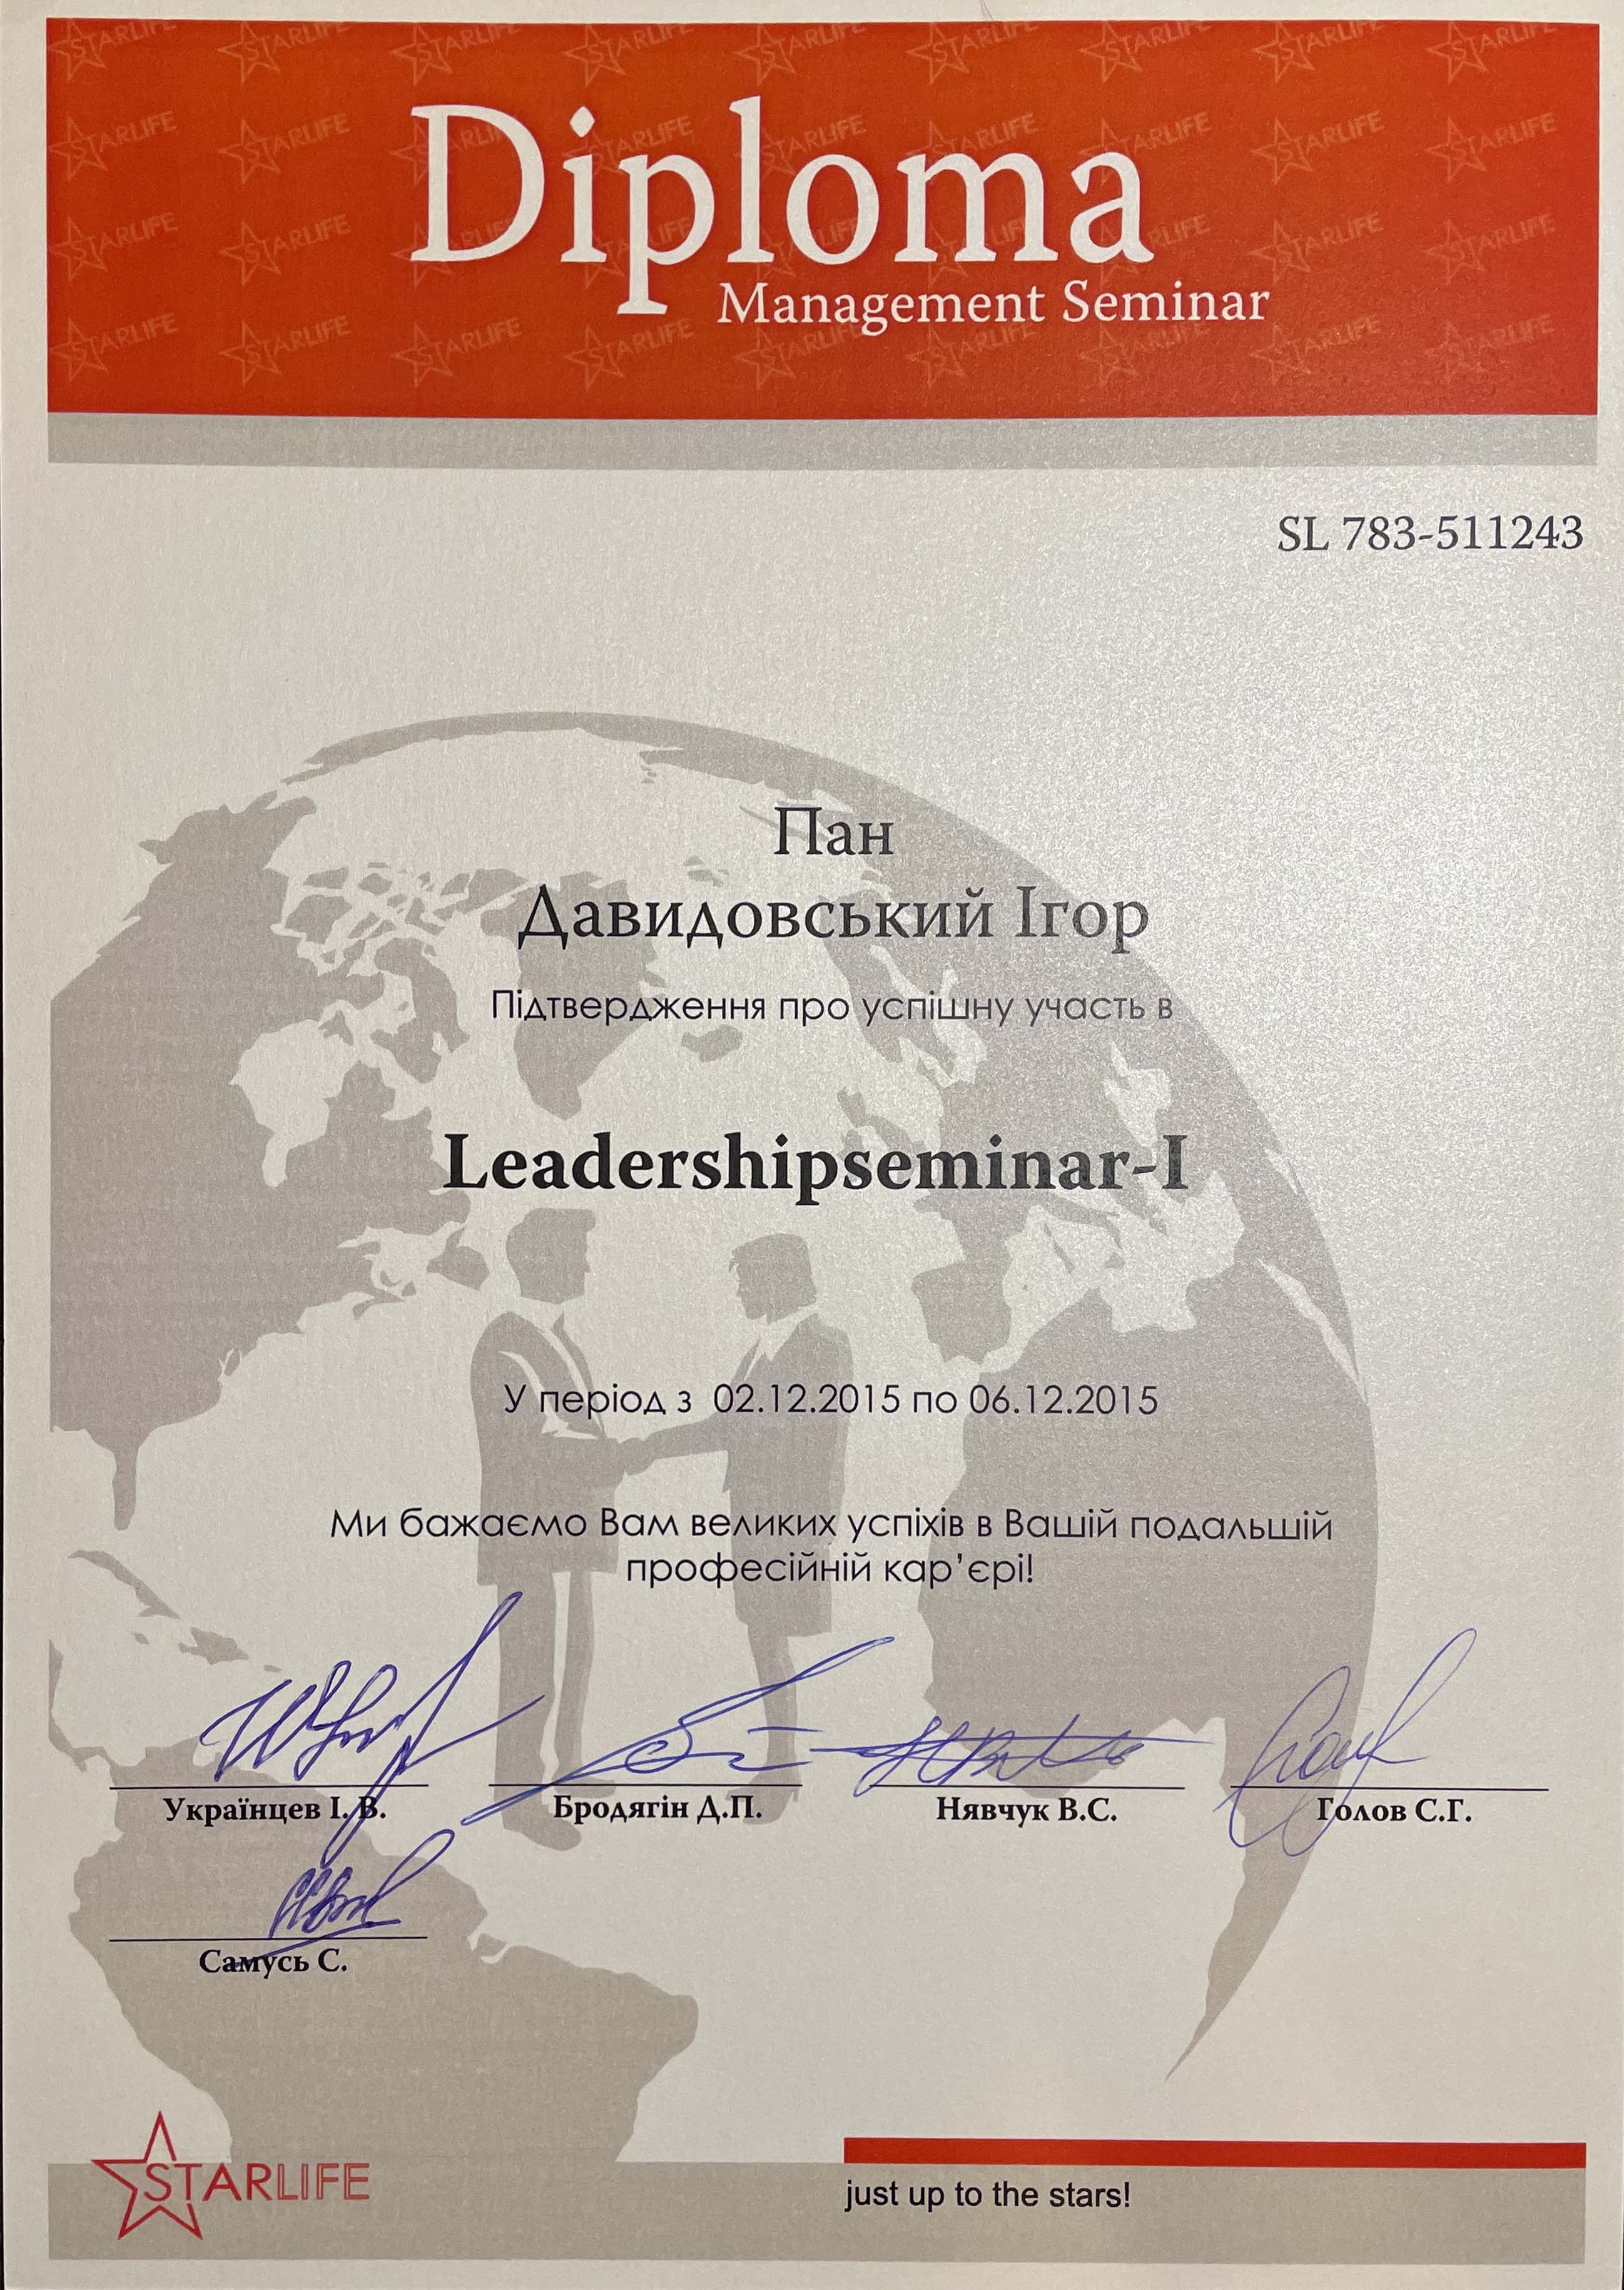 Diploma
Management Seminar
SL 783-511243
Пан
Давидовський Ігор
Підтвердження про успішну участь в
Leadershipseminar-I
У період з 02.12.2015 по 06.12.2015
Ми бажаємо Вам великих успіхів в Вашій подальшій
професійній кар’єрі!
Українцев І. В.
Бродягін Д.П.
Нявчук В.С.
Голов С.Г.
Самусь С.
STARLIFE
just up to the stars!